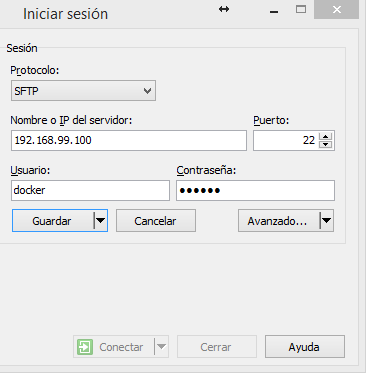 Iniciar sesión
Sesión
Protocolo:
SFTP
Nombre o IP del servidor:
Puerto:
192.168.99.100
22
Usuario:
Contraseña:
docker
●●●●●●
Guardar
Cancelar
Avanzado...
Conectar
Cerrar
Ayuda